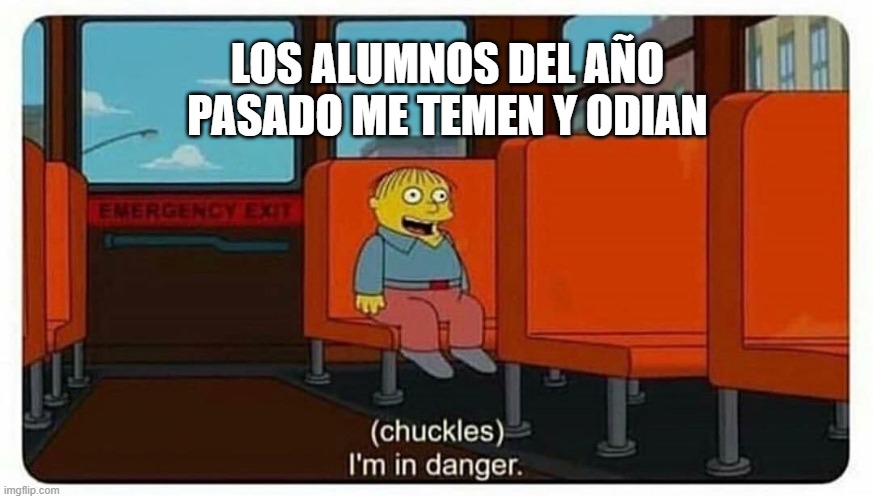 LOS ALUMNOS DEL AÑO
PASADO ME TEMEN Y ODIAN
EMERGENCY EXIT
(chuckles)
I'm in danger.
imgflip.com